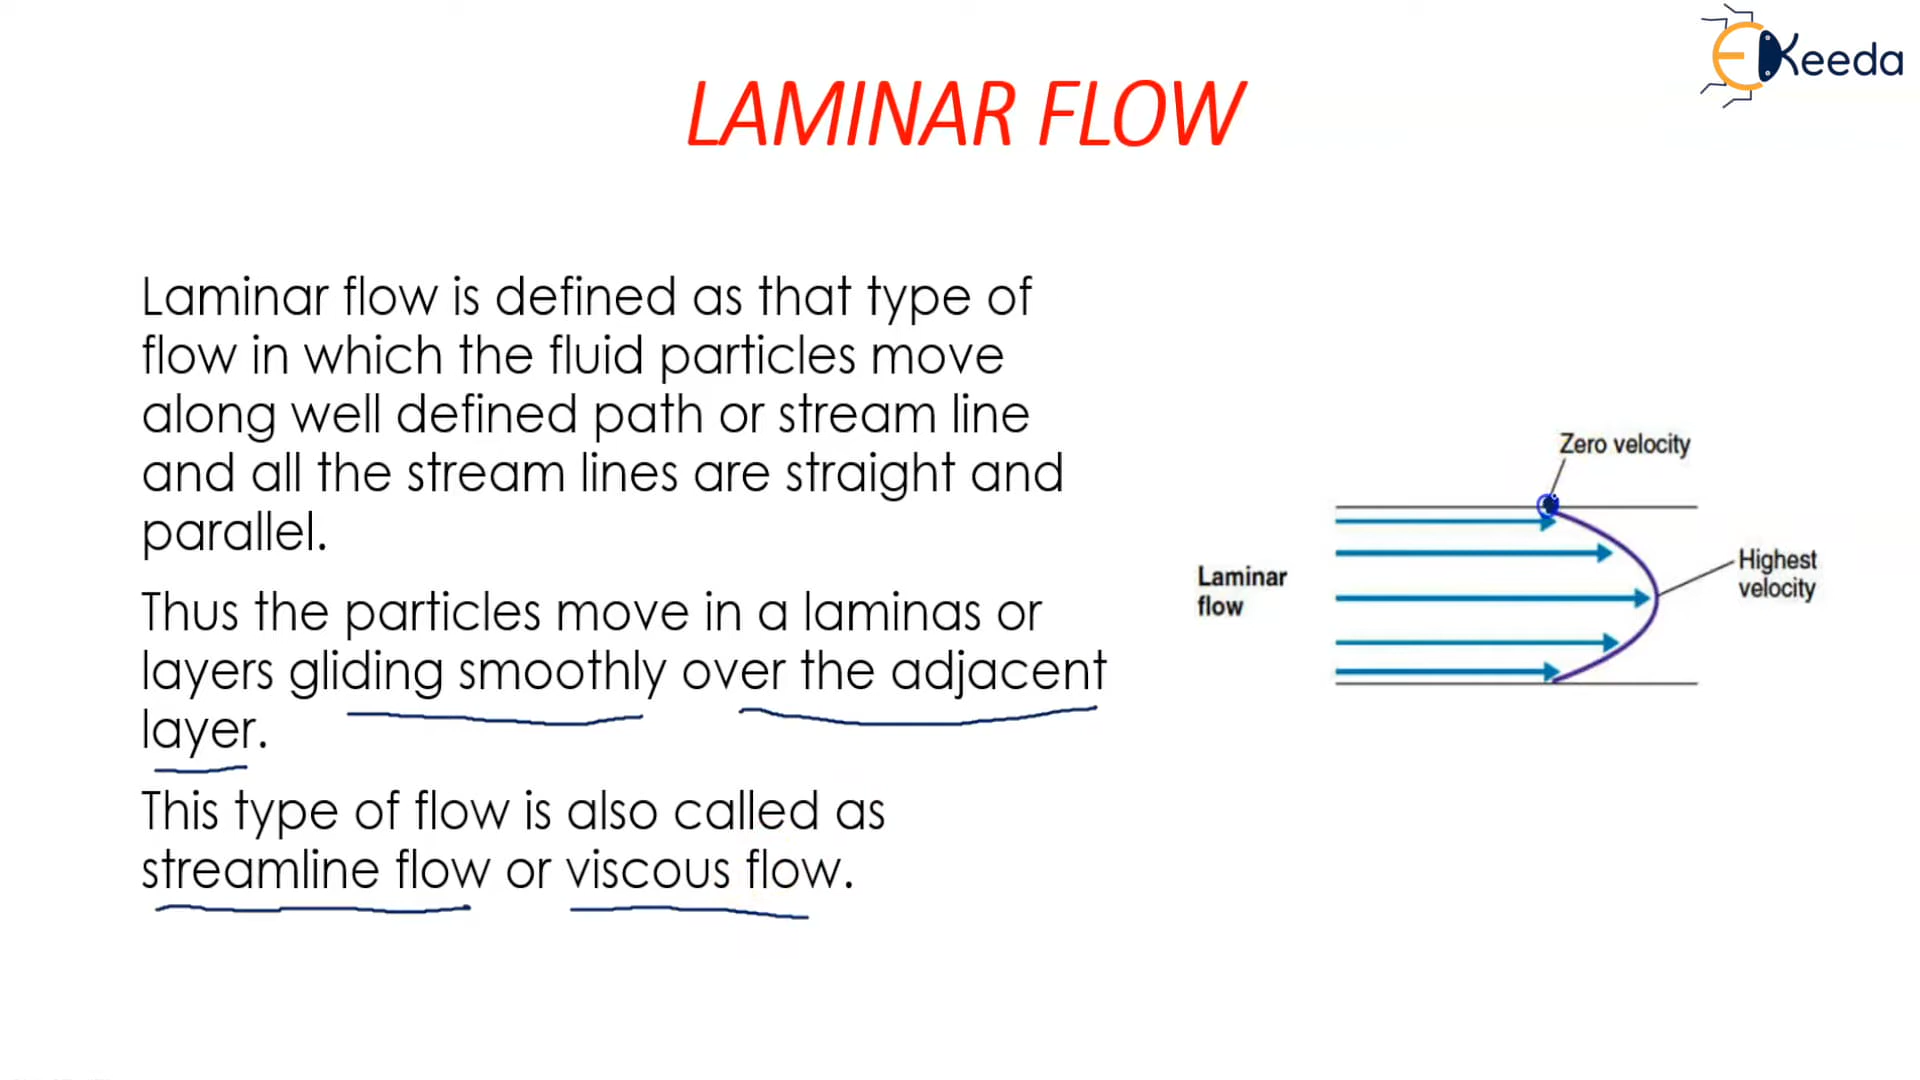 EKeeda
LAMINAR FLOW
Laminar flow is defined as that type of
flow in which the fluid particles move
along well defined path or stream line
and all the stream lines are straight and
parallel.
Thus the particles move in a laminas or
layers gliding smoothly over the adjacent
layer.
This type of flow is also called as
streamline flow or viscous flow.
Zero velocity
Laminar
flow
Highest
velocity